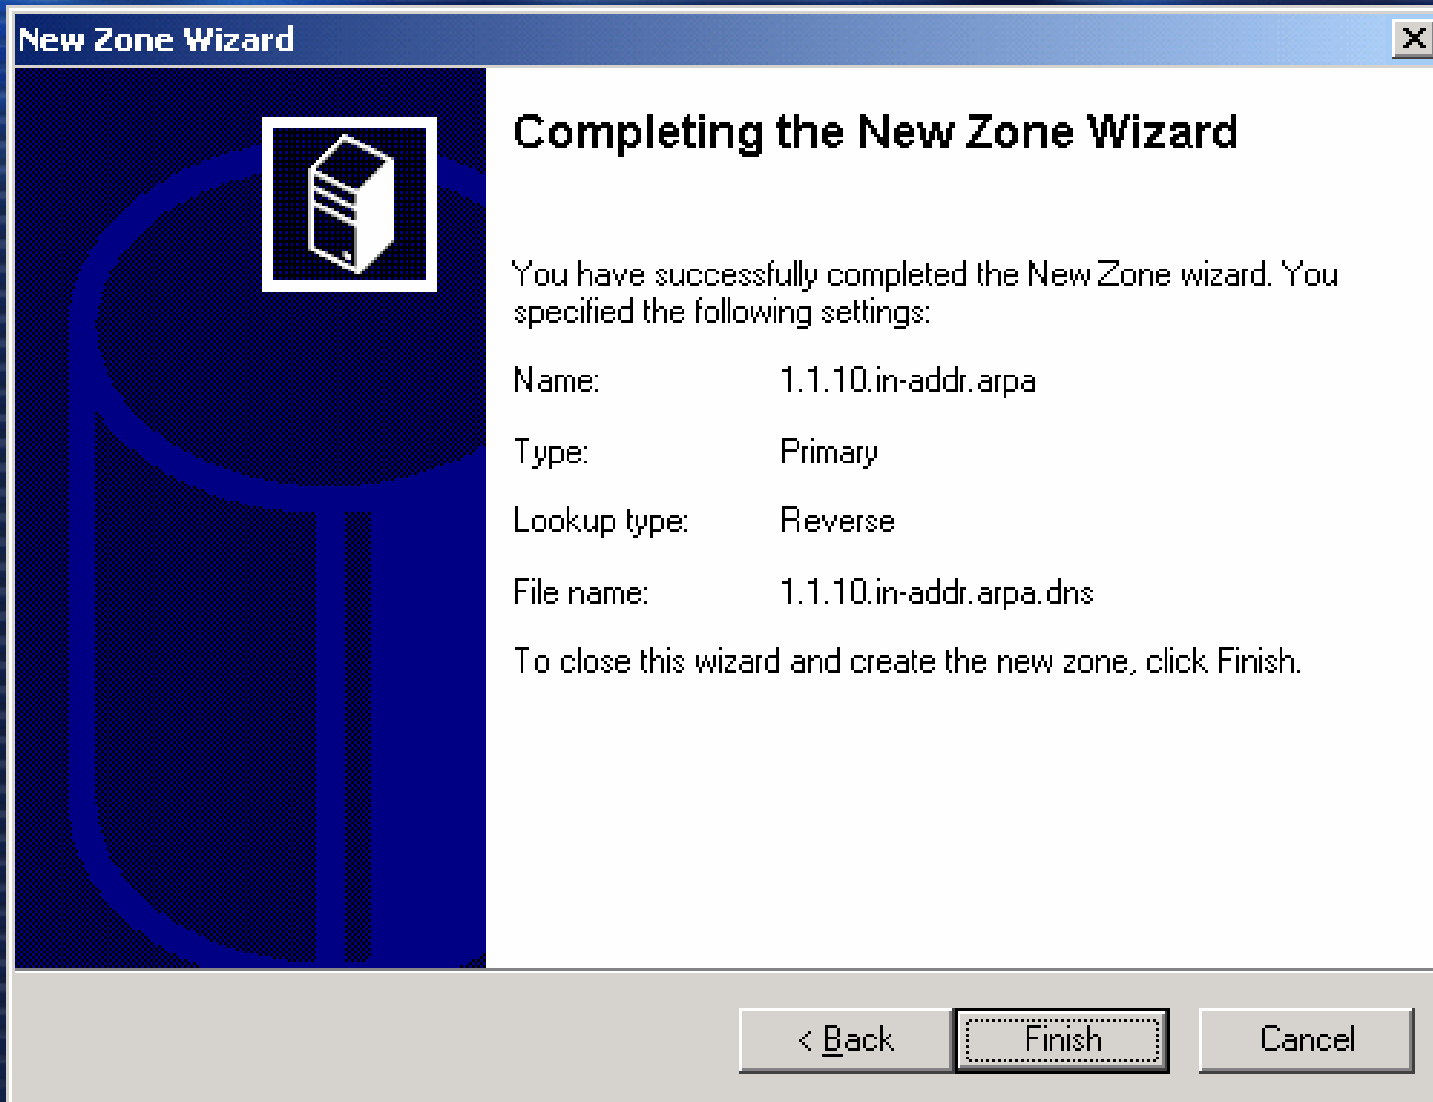 New Zone Wizard
Completing the New Zone Wizard
You have successfully completed the New Zone wizard. You
specified the following settings:
Name: 1.1.10.in-addr.arpa
Type: Primary
Lookup type: Reverse
File name: 1.1.10.in-addr.arpa.dns
To close this wizard and create the new zone, click Finish.
< Back Finish Cancel